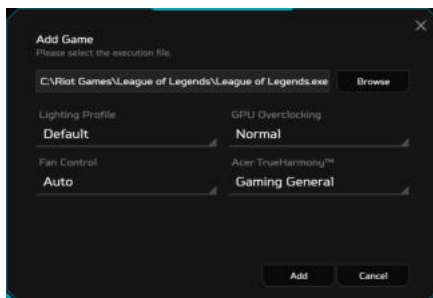 Add Game
Please select the execution file.
C:\Riot Games\League of Legends\League of Legends.exe Browse
Lighting Profile GPU Overclocking
Default Normal
Fan Control Acer TrueHarmony™
Auto Gaming General
Add Cancel